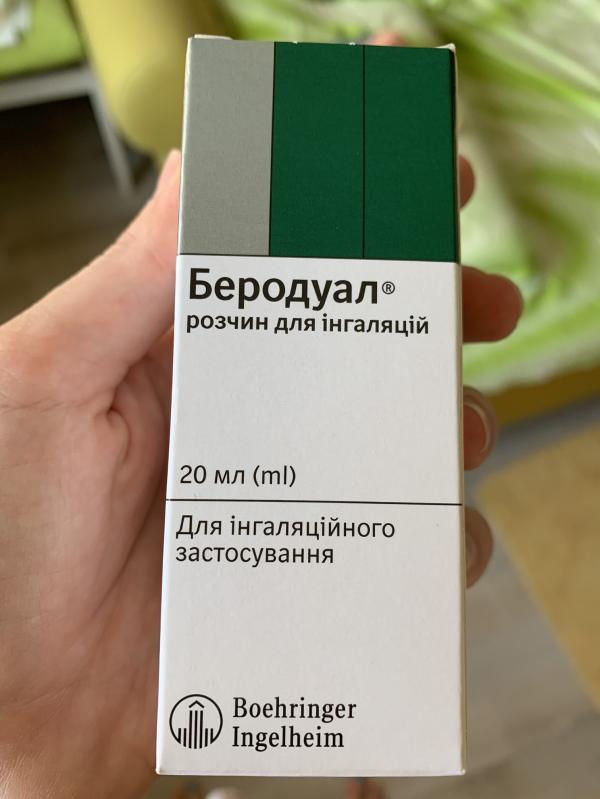 Беродуал®
розчин для інгаляцій
20 мл (ml)
Для інгаляційного
застосування
Boehringer
Ingelheim